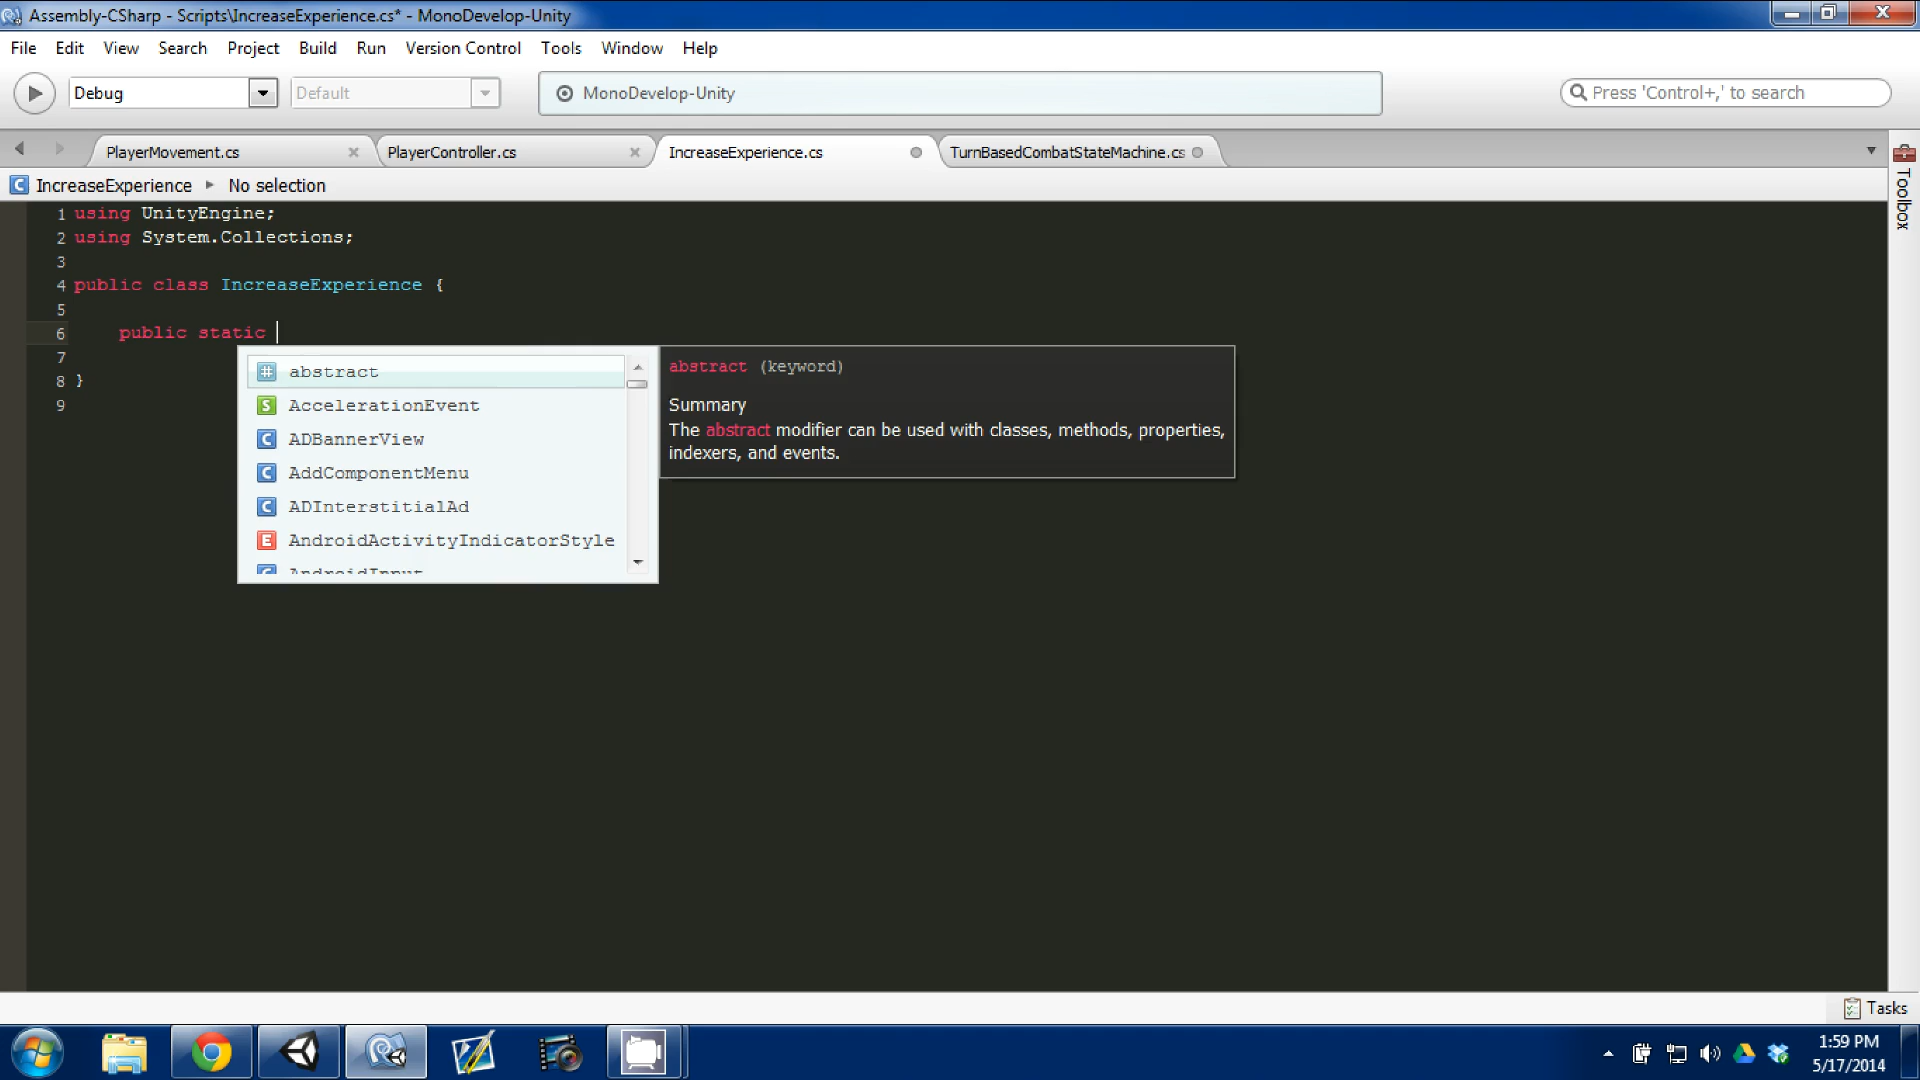 Assembly-CSharp - Scripts\IncreaseExperience.cs* - MonoDevelop-Unity
File Edit View Search Project Build Run Version Control Tools Window Help
Debug Default MonoDevelop-Unity Press 'Control+,' to search
PlayerMovement.cs PlayerController.cs IncreaseExperience.cs TurnBasedCombatStateMachine.cs
Toolbox
C IncreaseExperience No selection
1 using UnityEngine;
2 using System.Collections;
3
4 public class IncreaseExperience {
5
6 public static
7
8 }
9
# abstract
S AccelerationEvent
C ADBannerView
C AddComponentMenu
C ADInterstitialAd
E AndroidActivityIndicatorStyle
C AndroidInput
abstract (keyword)
Summary
The abstract modifier can be used with classes, methods, properties,
indexers, and events.
Tasks
1:59 PM
5/17/2014